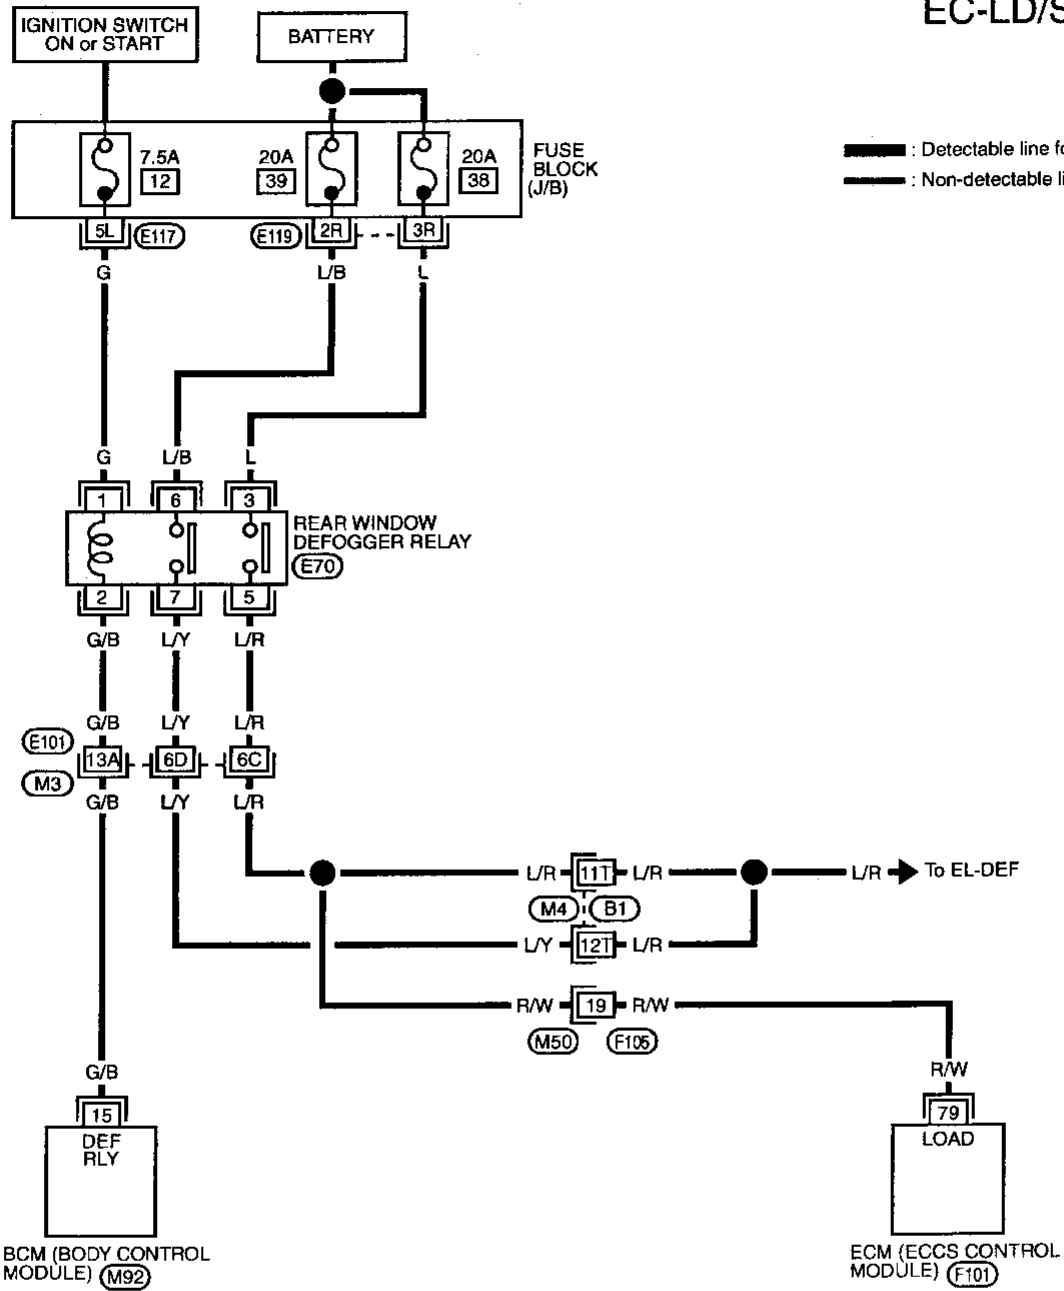 EC-LD/S
IGNITION SWITCH
ON or START
BATTERY
7.5A
12
20A
39
20A
38
FUSE
BLOCK
(J/B)
: Detectable line fo
: Non-detectable li
5L
E117
E119
2R
3R
G
L/B
L
G
L/B
L
1
6
3
REAR WINDOW
DEFOGGER RELAY
E70
2
7
5
G/B
L/Y
L/R
G/B
L/Y
L/R
E101
13A
6D
6C
M3
G/B
L/Y
L/R
L/R
11T
L/R
L/R
To EL-DEF
M4
B1
L/Y
12T
L/R
R/W
19
R/W
M50
F105
G/B
R/W
15
79
DEF
RLY
LOAD
BCM (BODY CONTROL
MODULE)
M92
ECM (ECCS CONTROL
MODULE)
F101